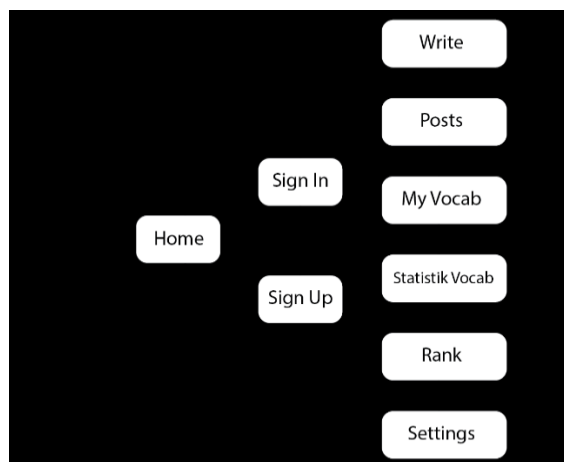 Write
Posts
Sign In
My Vocab
Home
Statistik Vocab
Sign Up
Rank
Settings